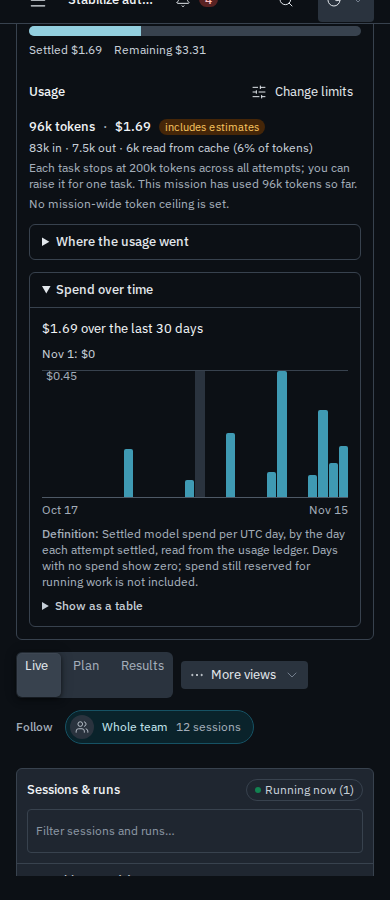 Stabilize aut...
4
Settled $1.69 Remaining $3.31
Usage
Change limits
96k tokens · $1.69 includes estimates
83k in · 7.5k out · 6k read from cache (6% of tokens)
Each task stops at 200k tokens across all attempts; you can
raise it for one task. This mission has used 96k tokens so far.
No mission-wide token ceiling is set.
Where the usage went
Spend over time
$1.69 over the last 30 days
Nov 1: $0
$0.45
Oct 17
Nov 15
Definition: Settled model spend per UTC day, by the day
each attempt settled, read from the usage ledger. Days
with no spend show zero; spend still reserved for
running work is not included.
Show as a table
Live Plan Results ··· More views
Follow Whole team 12 sessions
Sessions & runs
Running now (1)
Filter sessions and runs...